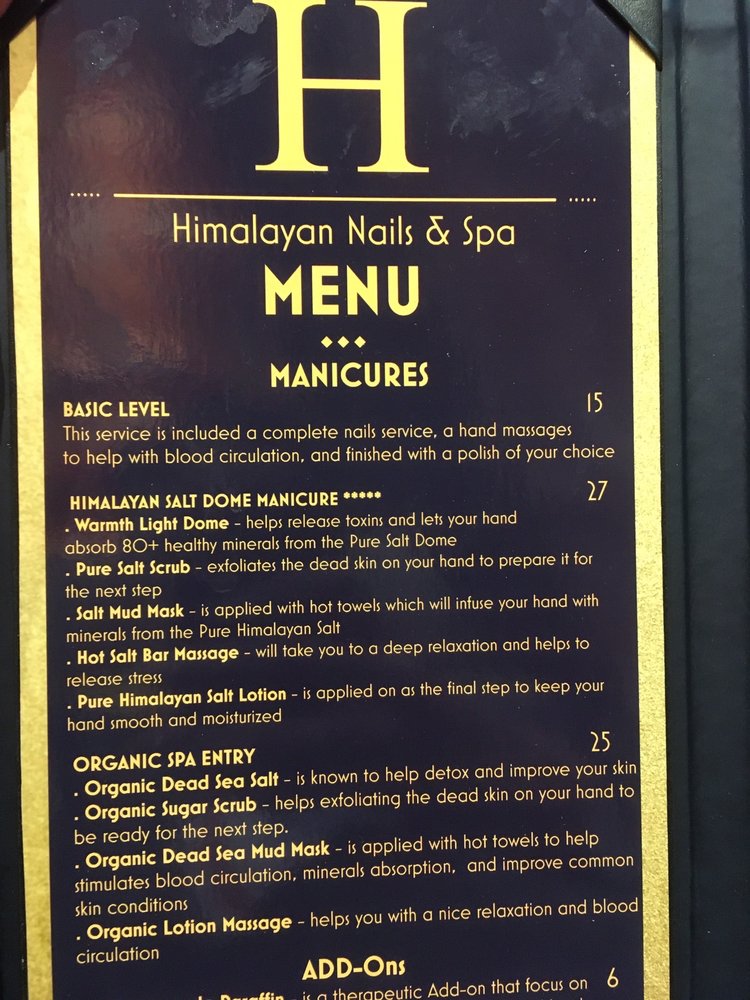 H
Himalayan Nails & Spa
MENU
MANICURES
BASIC LEVEL 15
This service is included a complete nails service, a hand massages
to help with blood circulation, and finished with a polish of your choice
HIMALAYAN SALT DOME MANICURE ***** 27
. Warmth Light Dome - helps release toxins and lets your hand
absorb 80+ healthy minerals from the Pure Salt Dome
. Pure Salt Scrub - exfoliates the dead skin on your hand to prepare it for
the next step
. Salt Mud Mask - is applied with hot towels which will infuse your hand with
minerals from the Pure Himalayan Salt
. Hot Salt Bar Massage - will take you to a deep relaxation and helps to
release stress
. Pure Himalayan Salt Lotion - is applied on as the final step to keep your
hand smooth and moisturized
ORGANIC SPA ENTRY 25
. Organic Dead Sea Salt - is known to help detox and improve your skin
. Organic Sugar Scrub - helps exfoliating the dead skin on your hand to
be ready for the next step.
. Organic Dead Sea Mud Mask - is applied with hot towels to help
stimulates blood circulation, minerals absorption, and improve common
skin conditions
. Organic Lotion Massage - helps you with a nice relaxation and blood
circulation
ADD-Ons
Paraffin - is a therapeutic Add-on that focus on 6